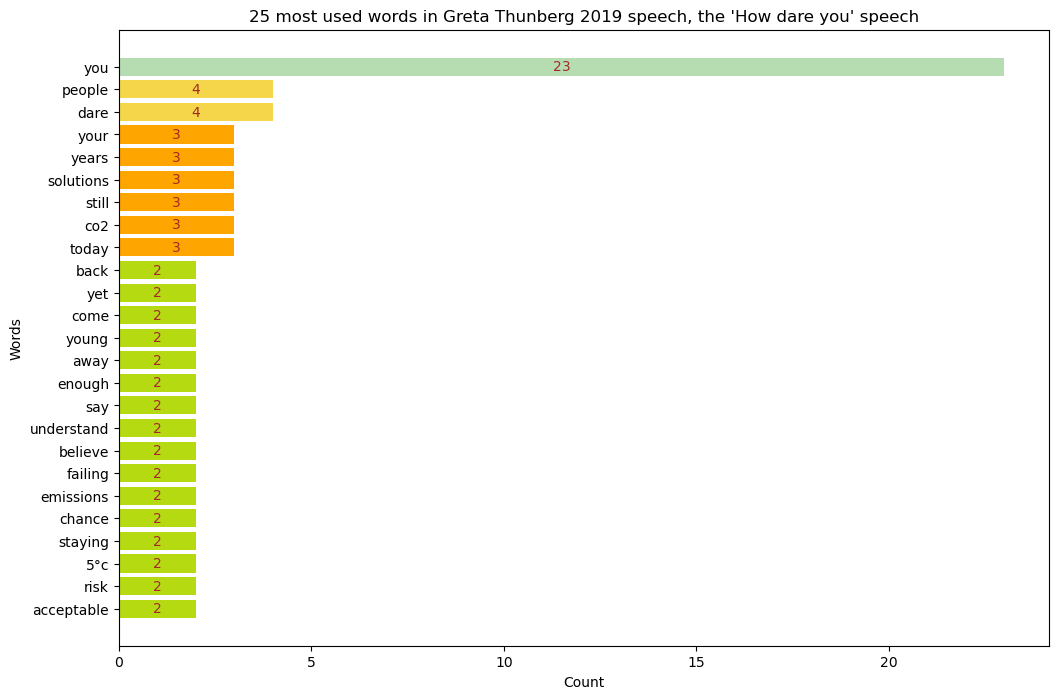 25 most used words in Greta Thunberg 2019 speech, the 'How dare you' speech
you 23
people 4
dare 4
your 3
years 3
solutions 3
still 3
co2 3
today 3
back 2
yet 2
come 2
young 2
away 2
enough 2
say 2
understand 2
believe 2
failing 2
emissions 2
chance 2
staying 2
5°c 2
risk 2
acceptable 2
Words
0 5 10 15 20
Count